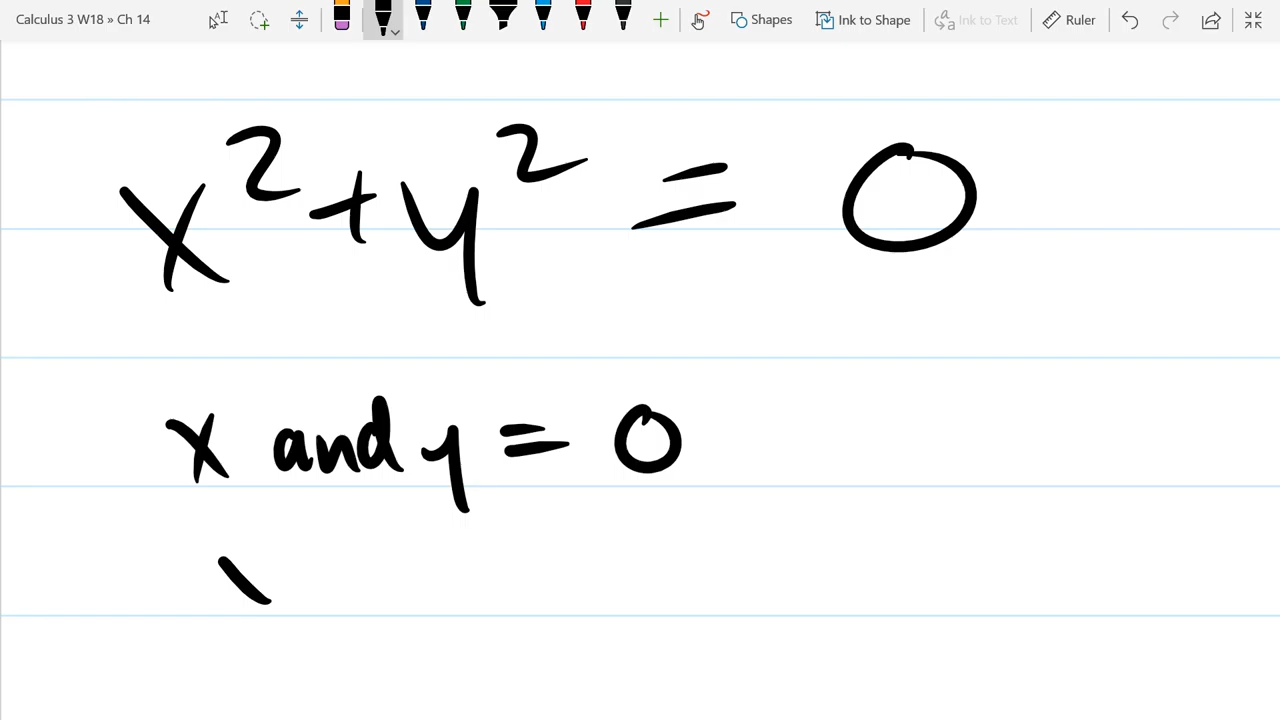 Calculus 3 W18 » Ch 14
Shapes
Ink to Shape
Ink to Text
Ruler
x² + y² = 0
x and y = 0